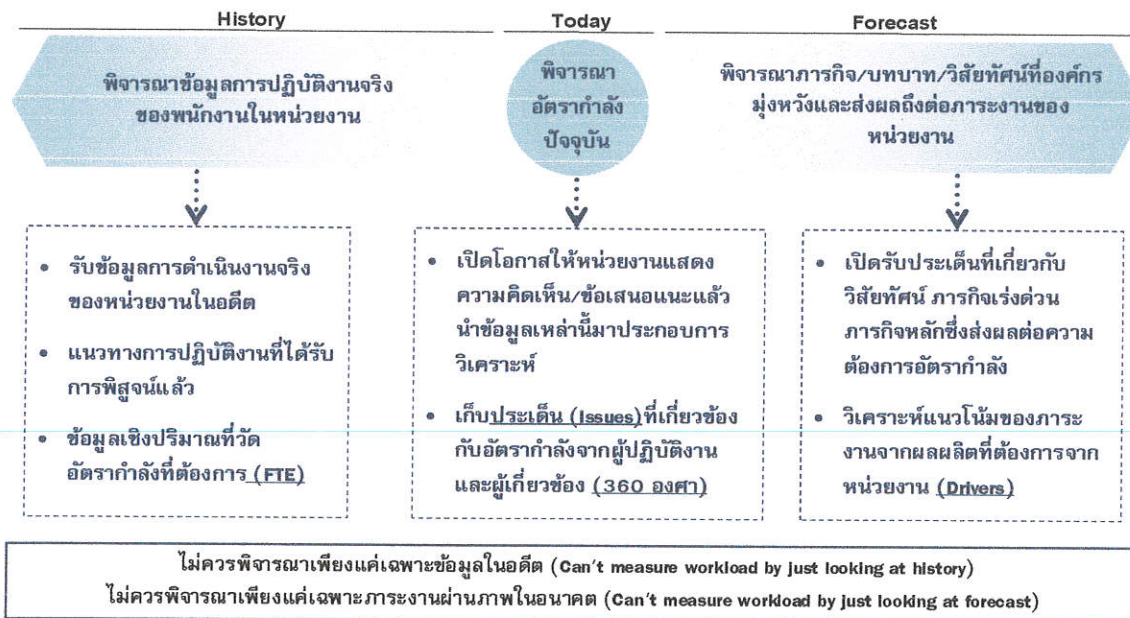 History
Today
Forecast
พิจารณาข้อมูลการปฏิบัติงานจริง
ของพนักงานในหน่วยงาน
พิจารณา
อัตรากำลัง
ปัจจุบัน
พิจารณาภารกิจ/บทบาท/วิสัยทัศน์ที่องค์กร
มุ่งหวังและส่งผลถึงต่อภาระงานของ
หน่วยงาน
• รับข้อมูลการดำเนินงานจริง
ของหน่วยงานในอดีต
• แนวทางการปฏิบัติงานที่ได้รับ
การพิสูจน์แล้ว
• ข้อมูลเชิงปริมาณที่วัด
อัตรากำลังที่ต้องการ (FTE)
• เปิดโอกาสให้หน่วยงานแสดง
ความคิดเห็น/ข้อเสนอแนะแล้ว
นำข้อมูลเหล่านี้มาประกอบการ
วิเคราะห์
• เก็บประเด็น (Issues)ที่เกี่ยวข้อง
กับอัตรากำลังจากผู้ปฏิบัติงาน
และผู้เกี่ยวข้อง (360 องศา)
• เปิดรับประเด็นที่เกี่ยวกับ
วิสัยทัศน์ ภารกิจเร่งด่วน
ภารกิจหลักซึ่งส่งผลต่อความ
ต้องการอัตรากำลัง
• วิเคราะห์แนวโน้มของภาระ
งานจากผลผลิตที่ต้องการจาก
หน่วยงาน (Drivers)
ไม่ควรพิจารณาเพียงแค่เฉพาะข้อมูลในอดีต (Can't measure workload by just looking at history)
ไม่ควรพิจารณาเพียงแค่เฉพาะภาระงานผ่านภาพในอนาคต (Can't measure workload by just looking at forecast)